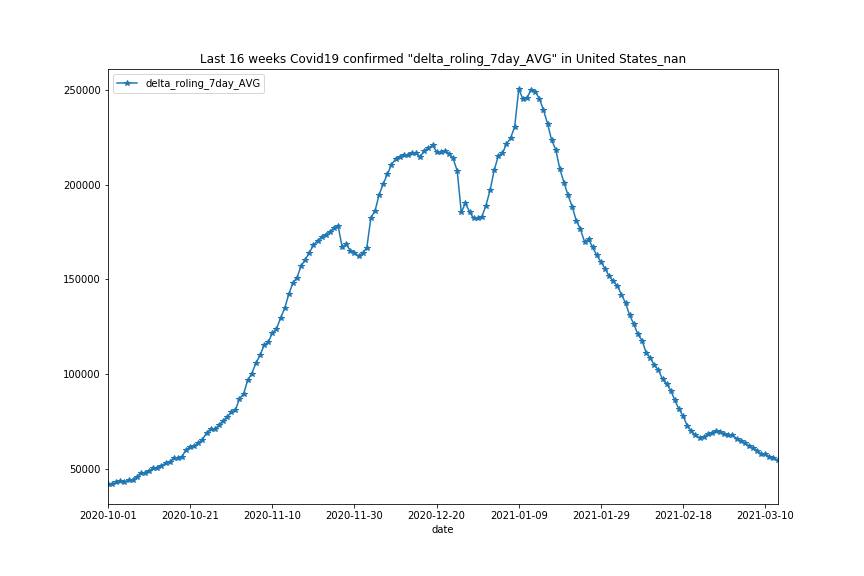 Last 16 weeks Covid19 confirmed "delta_roling_7day_AVG" in United States_nan
delta_roling_7day_AVG
250000
200000
150000
100000
50000
2020-10-01 2020-10-21 2020-11-10 2020-11-30 2020-12-20 2021-01-09 2021-01-29 2021-02-18 2021-03-10
date